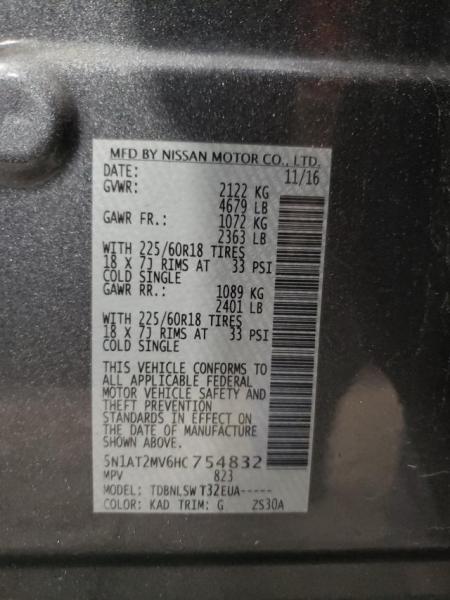 MFD BY NISSAN MOTOR CO., LTD.
DATE: 11/16
GVWR: 2122 KG
4679 LB
GAWR FR.: 1072 KG
2363 LB
WITH 225/60R18 TIRES
18 X 7J RIMS AT 33 PSI
COLD SINGLE
GAWR RR.: 1089 KG
2401 LB
WITH 225/60R18 TIRES
18 X 7J RIMS AT 33 PSI
COLD SINGLE
THIS VEHICLE CONFORMS TO
ALL APPLICABLE FEDERAL
MOTOR VEHICLE SAFETY AND
THEFT PREVENTION
STANDARDS IN EFFECT ON
THE DATE OF MANUFACTURE
SHOWN ABOVE.
5N1AT2MV6HC754832
MPV 823
MODEL: TDBNLSW T32EUA-----
COLOR: KAD TRIM: G ZS30A